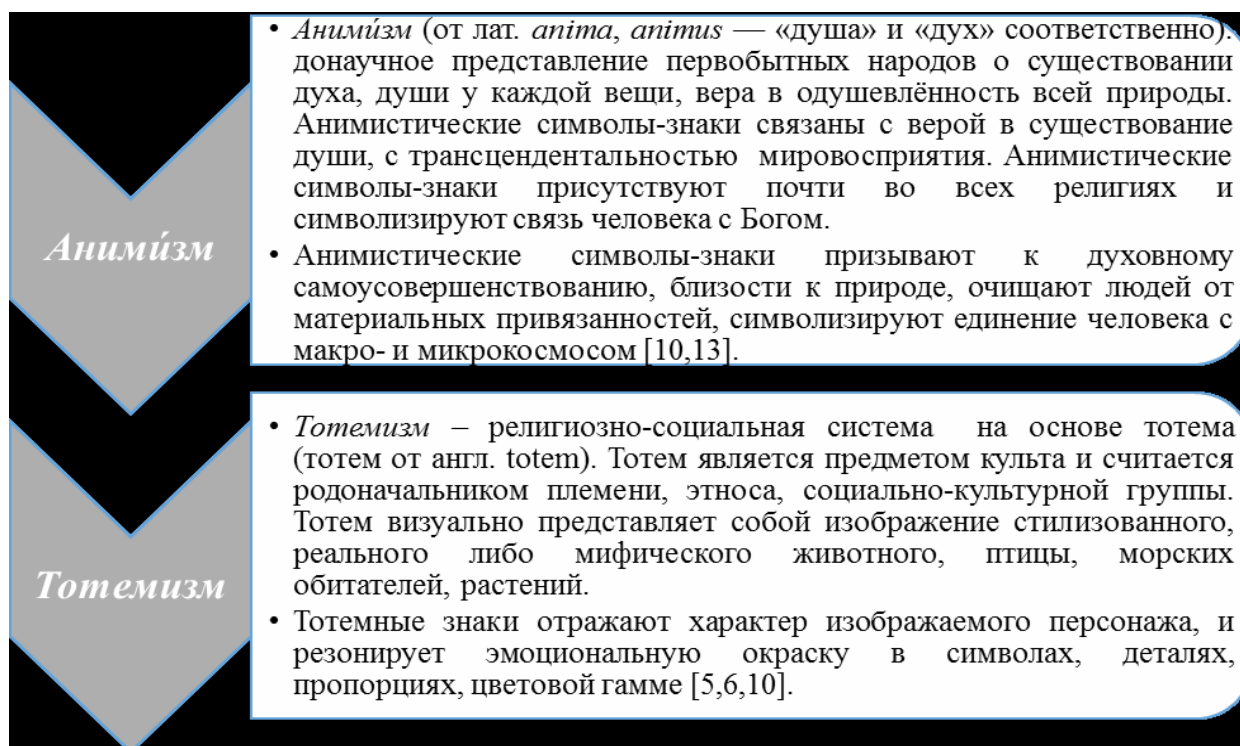 • Аними́зм (от лат. anima, animus — «душа» и «дух» соответственно):
донаучное представление первобытных народов о существовании
духа, души у каждой вещи, вера в одушевлённость всей природы.
Анимистические символы-знаки связаны с верой в существование
души, с трансцендентальностью мировосприятия. Анимистические
символы-знаки присутствуют почти во всех религиях и
символизируют связь человека с Богом.
Аними́зм
• Анимистические символы-знаки призывают к духовному
самоусовершенствованию, близости к природе, очищают людей от
материальных привязанностей, символизируют единение человека с
макро- и микрокосмосом [10,13].
• Тотемизм – религиозно-социальная система на основе тотема
(тотем от англ. totem). Тотем является предметом культа и считается
родоначальником племени, этноса, социально-культурной группы.
Тотем визуально представляет собой изображение стилизованного,
реального либо мифического животного, птицы, морских
обитателей, растений.
Тотемизм
• Тотемные знаки отражают характер изображаемого персонажа, и
резонирует эмоциональную окраску в символах, деталях,
пропорциях, цветовой гамме [5,6,10].